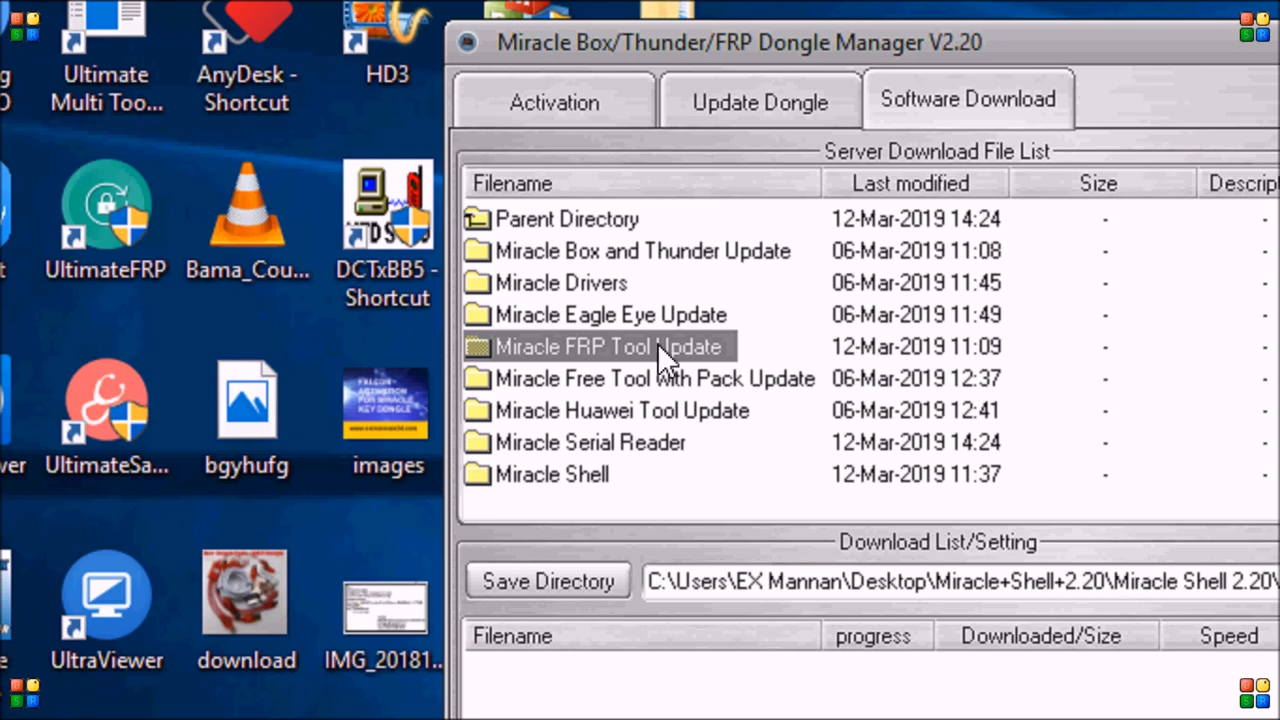 Ultimate
Multi Too...
AnyDesk -
Shortcut
HD3
UltimateFRP
Bama_Cou...
DCTxBB5 -
Shortcut
UltimateSa...
bgyhufg
images
UltraViewer
download
IMG_20181...
Miracle Box/Thunder/FRP Dongle Manager V2.20
Activation
Update Dongle
Software Download
Server Download File List
Filename Last modified Size Descript
Parent Directory 12-Mar-2019 14:24 - -
Miracle Box and Thunder Update 06-Mar-2019 11:08 - -
Miracle Drivers 06-Mar-2019 11:45 - -
Miracle Eagle Eye Update 06-Mar-2019 11:49 - -
Miracle FRP Tool Update 12-Mar-2019 11:09 - -
Miracle Free Tool with Pack Update 06-Mar-2019 12:37 - -
Miracle Huawei Tool Update 06-Mar-2019 12:41 - -
Miracle Serial Reader 12-Mar-2019 14:24 - -
Miracle Shell 12-Mar-2019 11:37 - -
Download List/Setting
Save Directory C:\Users\EX Mannan\Desktop\Miracle+Shell+2.20\Miracle Shell 2.20\
Filename progress Downloaded/Size Speed